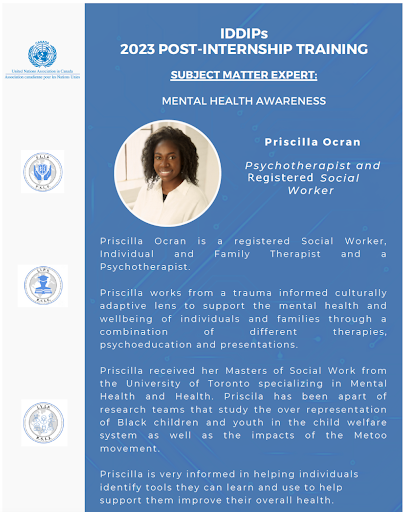 IDDIPs
2023 POST-INTERNSHIP TRAINING
SUBJECT MATTER EXPERT:
MENTAL HEALTH AWARENESS
CANADA
United Nations Association in Canada
Association canadienne pour les Nations Unies
Priscilla Ocran
Psychotherapist and
Registered Social
Worker
Priscilla Ocran is a registered Social Worker,
Individual and Family Therapist and a
Psychotherapist.
Priscilla works from a trauma informed culturally
adaptive lens to support the mental health and
wellbeing of individuals and families through a
combination of different therapies,
psychoeducation and presentations.
Priscilla received her Masters of Social Work from
the University of Toronto specializing in Mental
Health and Health. Priscila has been apart of
research teams that study the over representation
of Black children and youth in the child welfare
system as well as the impacts of the Metoo
movement.
Priscilla is very informed in helping individuals
identify tools they can learn and use to help
support them improve their overall health.